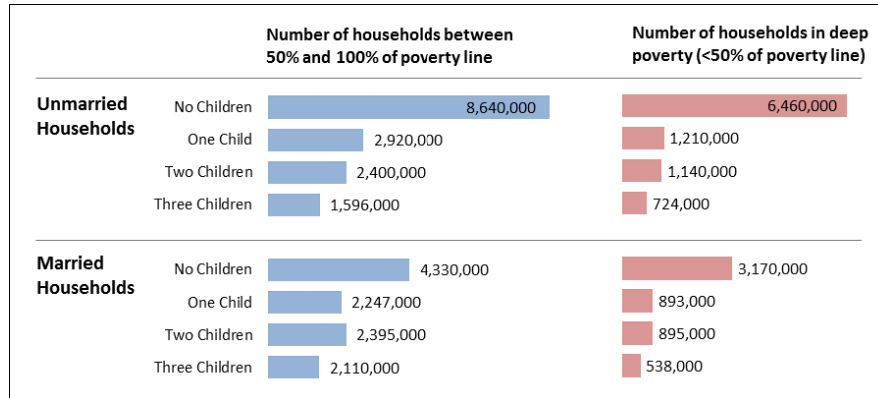 Number of households between
50% and 100% of poverty line
Number of households in deep
poverty (<50% of poverty line)
Unmarried
Households
No Children 8,640,000 6,460,000
One Child 2,920,000 1,210,000
Two Children 2,400,000 1,140,000
Three Children 1,596,000 724,000
Married
Households
No Children 4,330,000 3,170,000
One Child 2,247,000 893,000
Two Children 2,395,000 895,000
Three Children 2,110,000 538,000